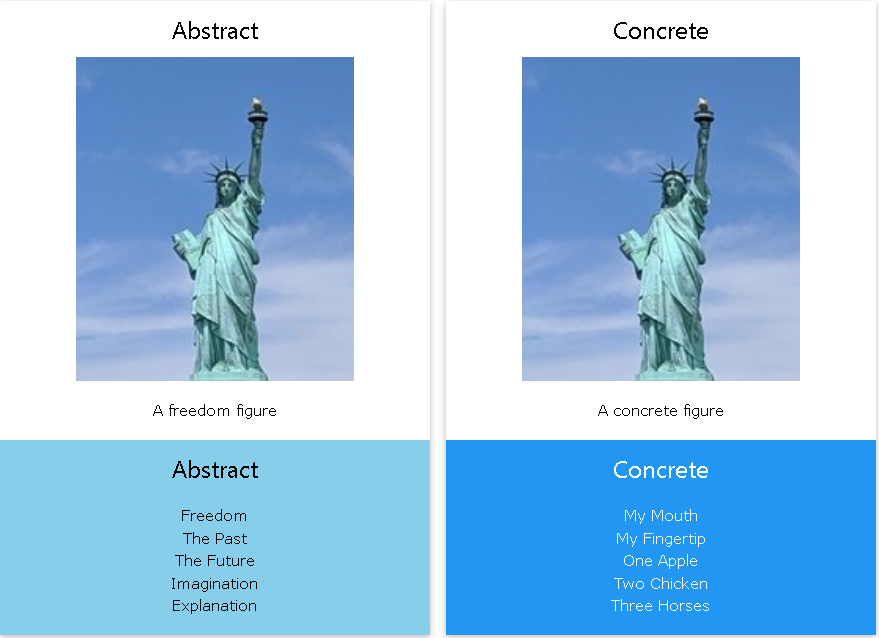 Abstract
A freedom figure
Abstract
Freedom
The Past
The Future
Imagination
Explanation
Concrete
A concrete figure
Concrete
My Mouth
My Fingertip
One Apple
Two Chicken
Three Horses